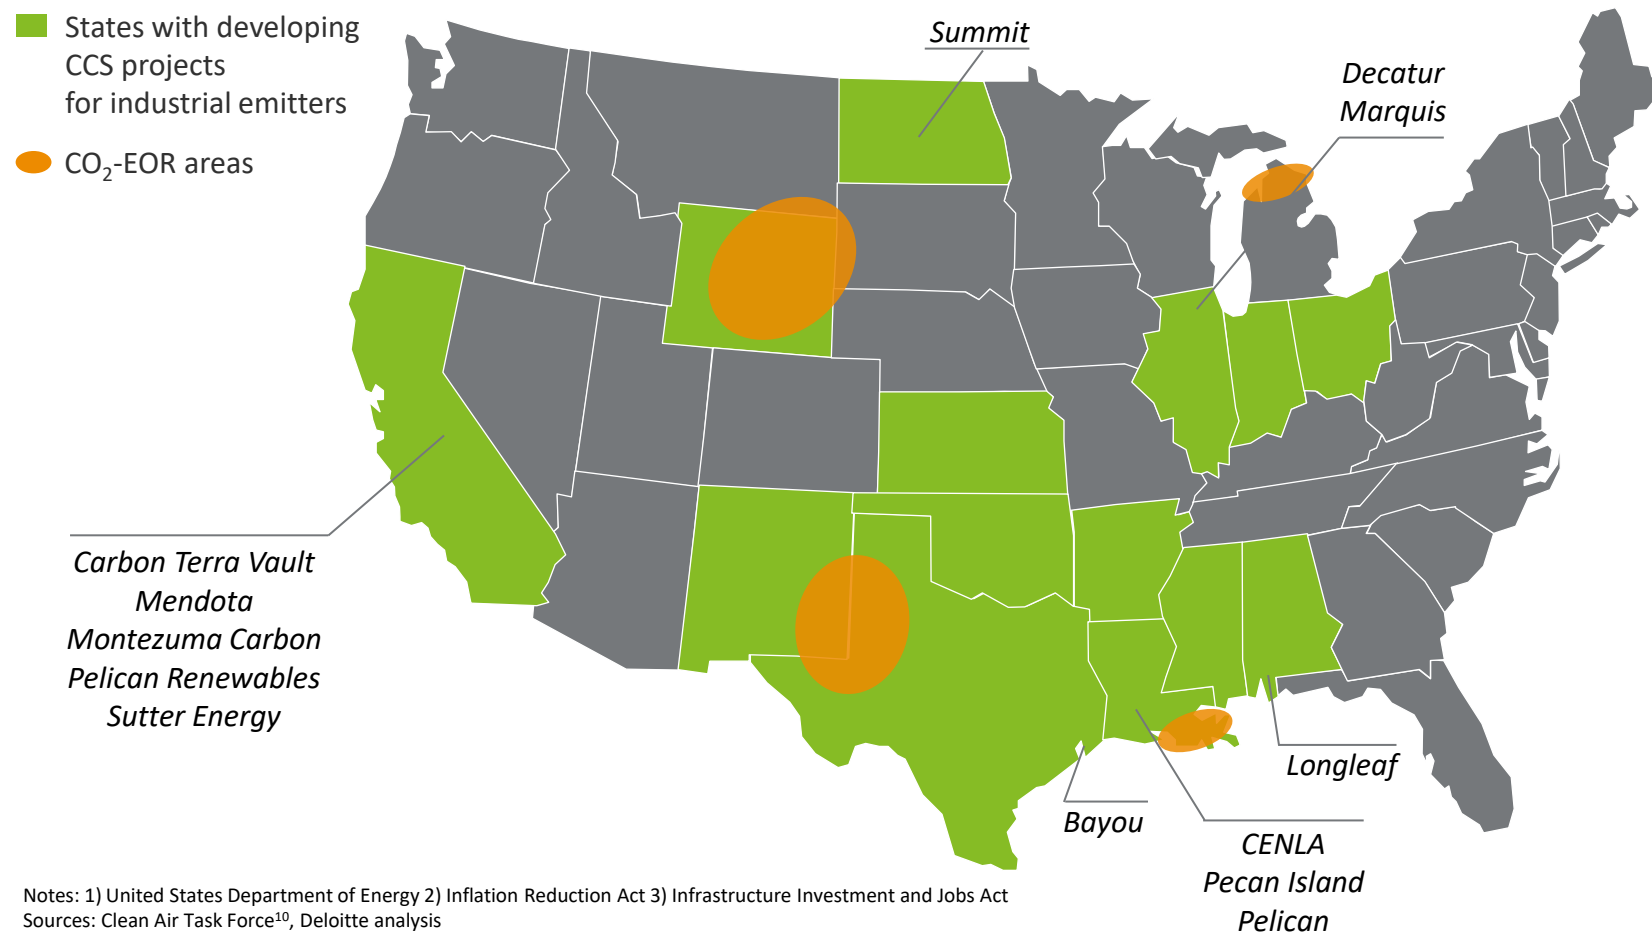 States with developing
CCS projects
for industrial emitters
CO₂-EOR areas
Summit
Decatur
Marquis
Carbon Terra Vault
Mendota
Montezuma Carbon
Pelican Renewables
Sutter Energy
Longleaf
Bayou
CENLA
Pecan Island
Pelican
Notes: 1) United States Department of Energy 2) Inflation Reduction Act 3) Infrastructure Investment and Jobs Act
Sources: Clean Air Task Force¹⁰, Deloitte analysis